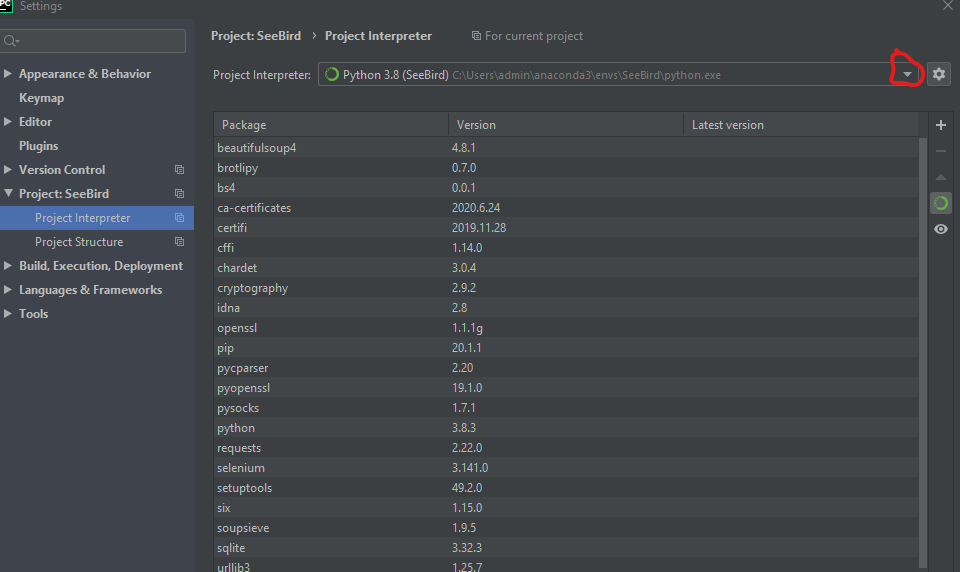 PC Settings
Project: SeeBird › Project Interpreter For current project
Project Interpreter: Python 3.8 (SeeBird) C:\Users\admin\anaconda3\envs\SeeBird\python.exe
Appearance & Behavior
Keymap
Editor
Plugins
Version Control
Project: SeeBird
Project Interpreter
Project Structure
Build, Execution, Deployment
Languages & Frameworks
Tools
Package Version Latest version
beautifulsoup4 4.8.1
brotlipy 0.7.0
bs4 0.0.1
ca-certificates 2020.6.24
certifi 2019.11.28
cffi 1.14.0
chardet 3.0.4
cryptography 2.9.2
idna 2.8
openssl 1.1.1g
pip 20.1.1
pycparser 2.20
pyopenssl 19.1.0
pysocks 1.7.1
python 3.8.3
requests 2.22.0
selenium 3.141.0
setuptools 49.2.0
six 1.15.0
soupsieve 1.9.5
sqlite 3.32.3
urllib3 1.25.7